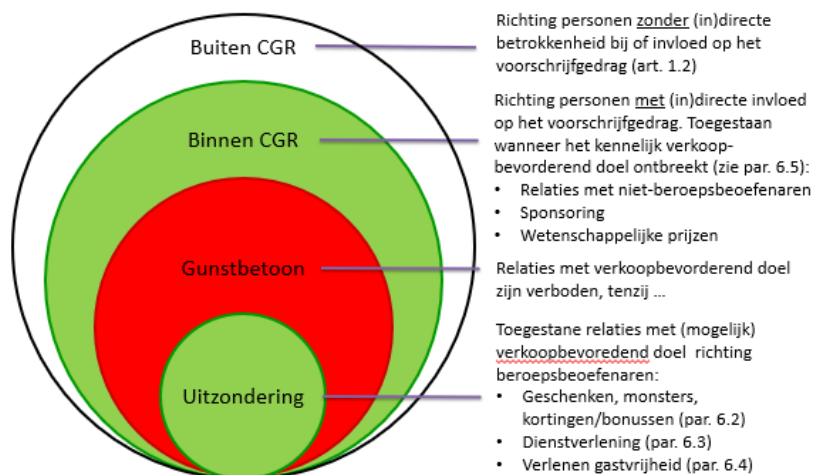 Buiten CGR
Richting personen zonder (in)directe
betrokkenheid bij of invloed op het
voorschrijfgedrag (art. 1.2)
Binnen CGR
Richting personen met (in)directe invloed
op het voorschrijfgedrag. Toegestaan
wanneer het kennelijk verkoop-
bevorderend doel ontbreekt (zie par. 6.5):
• Relaties met niet-beroepsbeoefenaren
• Sponsoring
• Wetenschappelijke prijzen
Gunstbetoon
Relaties met verkoopbevorderend doel
zijn verboden, tenzij ...
Uitzondering
Toegestane relaties met (mogelijk)
verkoopbevoredend doel richting
beroepsbeoefenaren:
• Geschenken, monsters,
kortingen/bonussen (par. 6.2)
• Dienstverlening (par. 6.3)
• Verlenen gastvrijheid (par. 6.4)